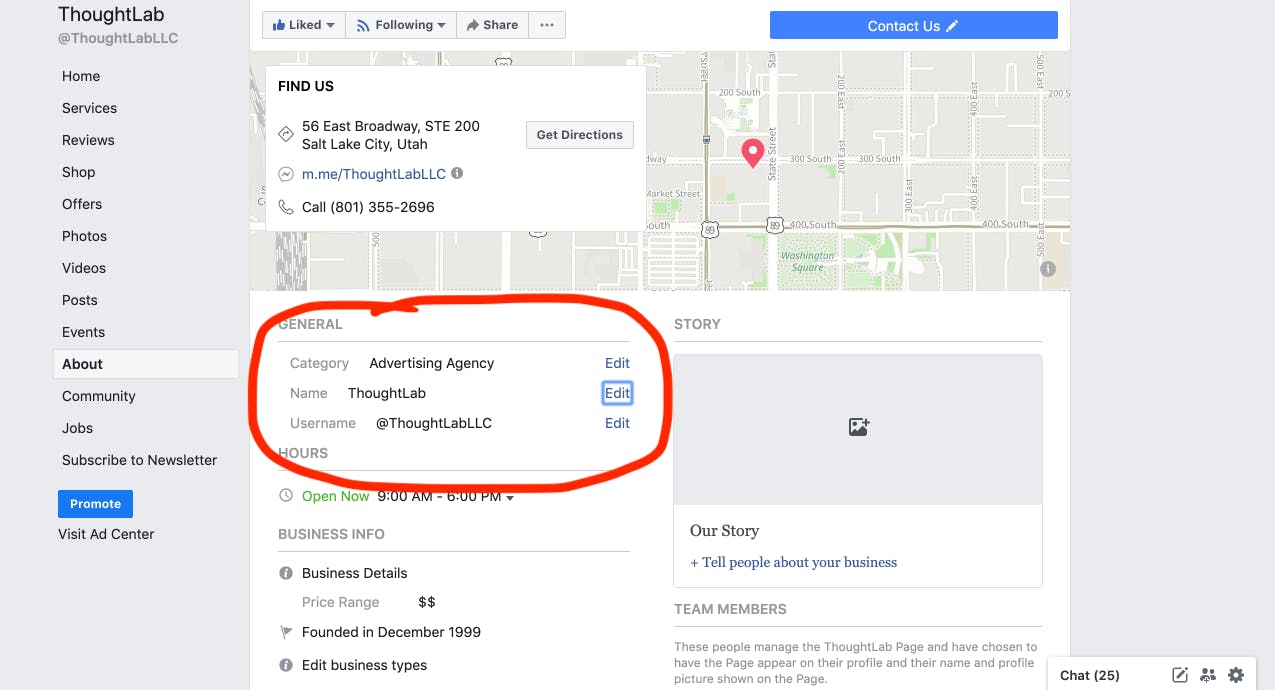 ThoughtLab
@ThoughtLabLLC
Home
Services
Reviews
Shop
Offers
Photos
Videos
Posts
Events
About
Community
Jobs
Subscribe to Newsletter
Promote
Visit Ad Center
Liked
Following
Share
Contact Us
FIND US
56 East Broadway, STE 200
Salt Lake City, Utah
Get Directions
m.me/ThoughtLabLLC
Call (801) 355-2696
200 South
200 S
300 South
300 South
State Street
200 East
300 East
400 East
500 East
500 East
Market Street
400 South
400 South
89
89
Washington
Square
GENERAL
Category Advertising Agency Edit
Name ThoughtLab Edit
Username @ThoughtLabLLC Edit
HOURS
Open Now 9:00 AM - 6:00 PM
BUSINESS INFO
Business Details
Price Range $$
Founded in December 1999
Edit business types
STORY
Our Story
+ Tell people about your business
TEAM MEMBERS
These people manage the ThoughtLab Page and have chosen to
have the Page appear on their profile and their name and profile
picture shown on the Page.
Chat (25)